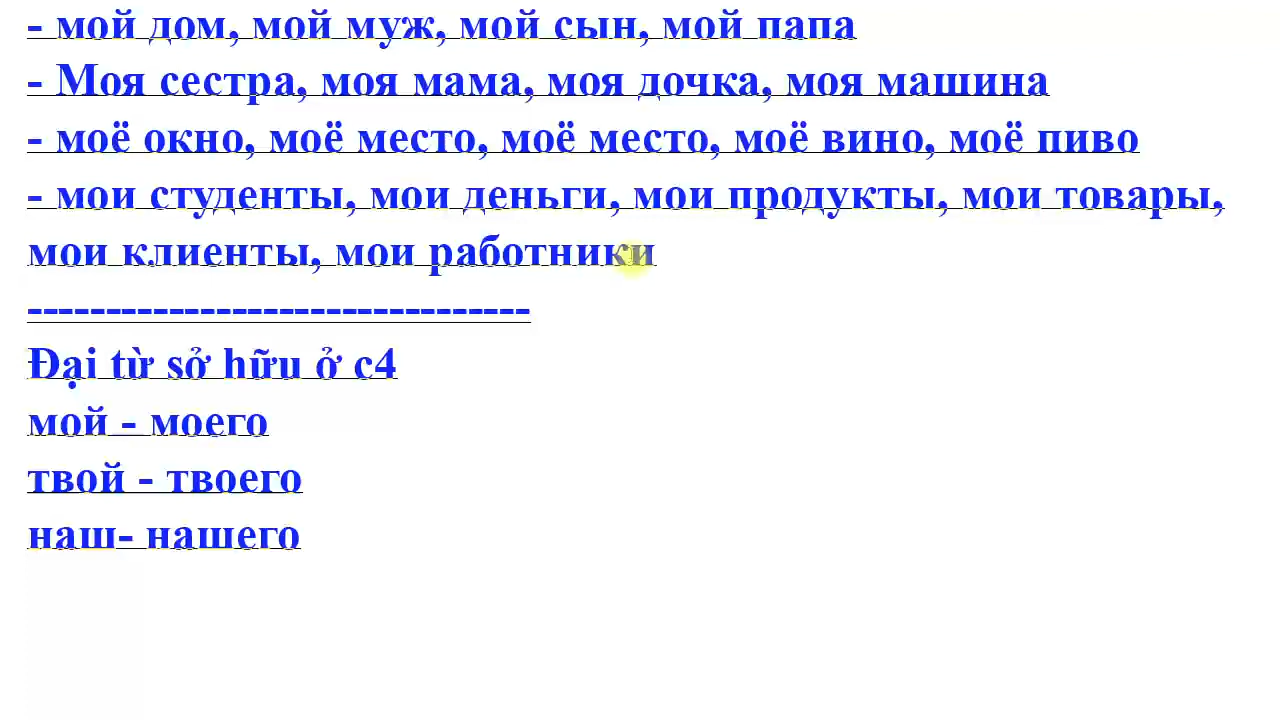 - мой дом, мой муж, мой сын, мой папа
- Моя сестра, моя мама, моя дочка, моя машина
- моё окно, моё место, моё место, моё вино, моё пиво
- мои студенты, мои деньги, мои продукты, мои товары,
мои клиенты, мои работники
--------------------------------
Đại từ sở hữu ở c4
мой - моего
твой - твоего
наш- нашего